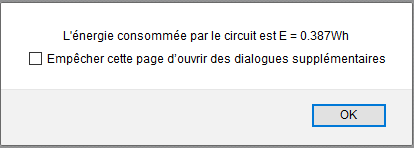 L'énergie consommée par le circuit est E = 0.387Wh
Empêcher cette page d'ouvrir des dialogues supplémentaires
OK